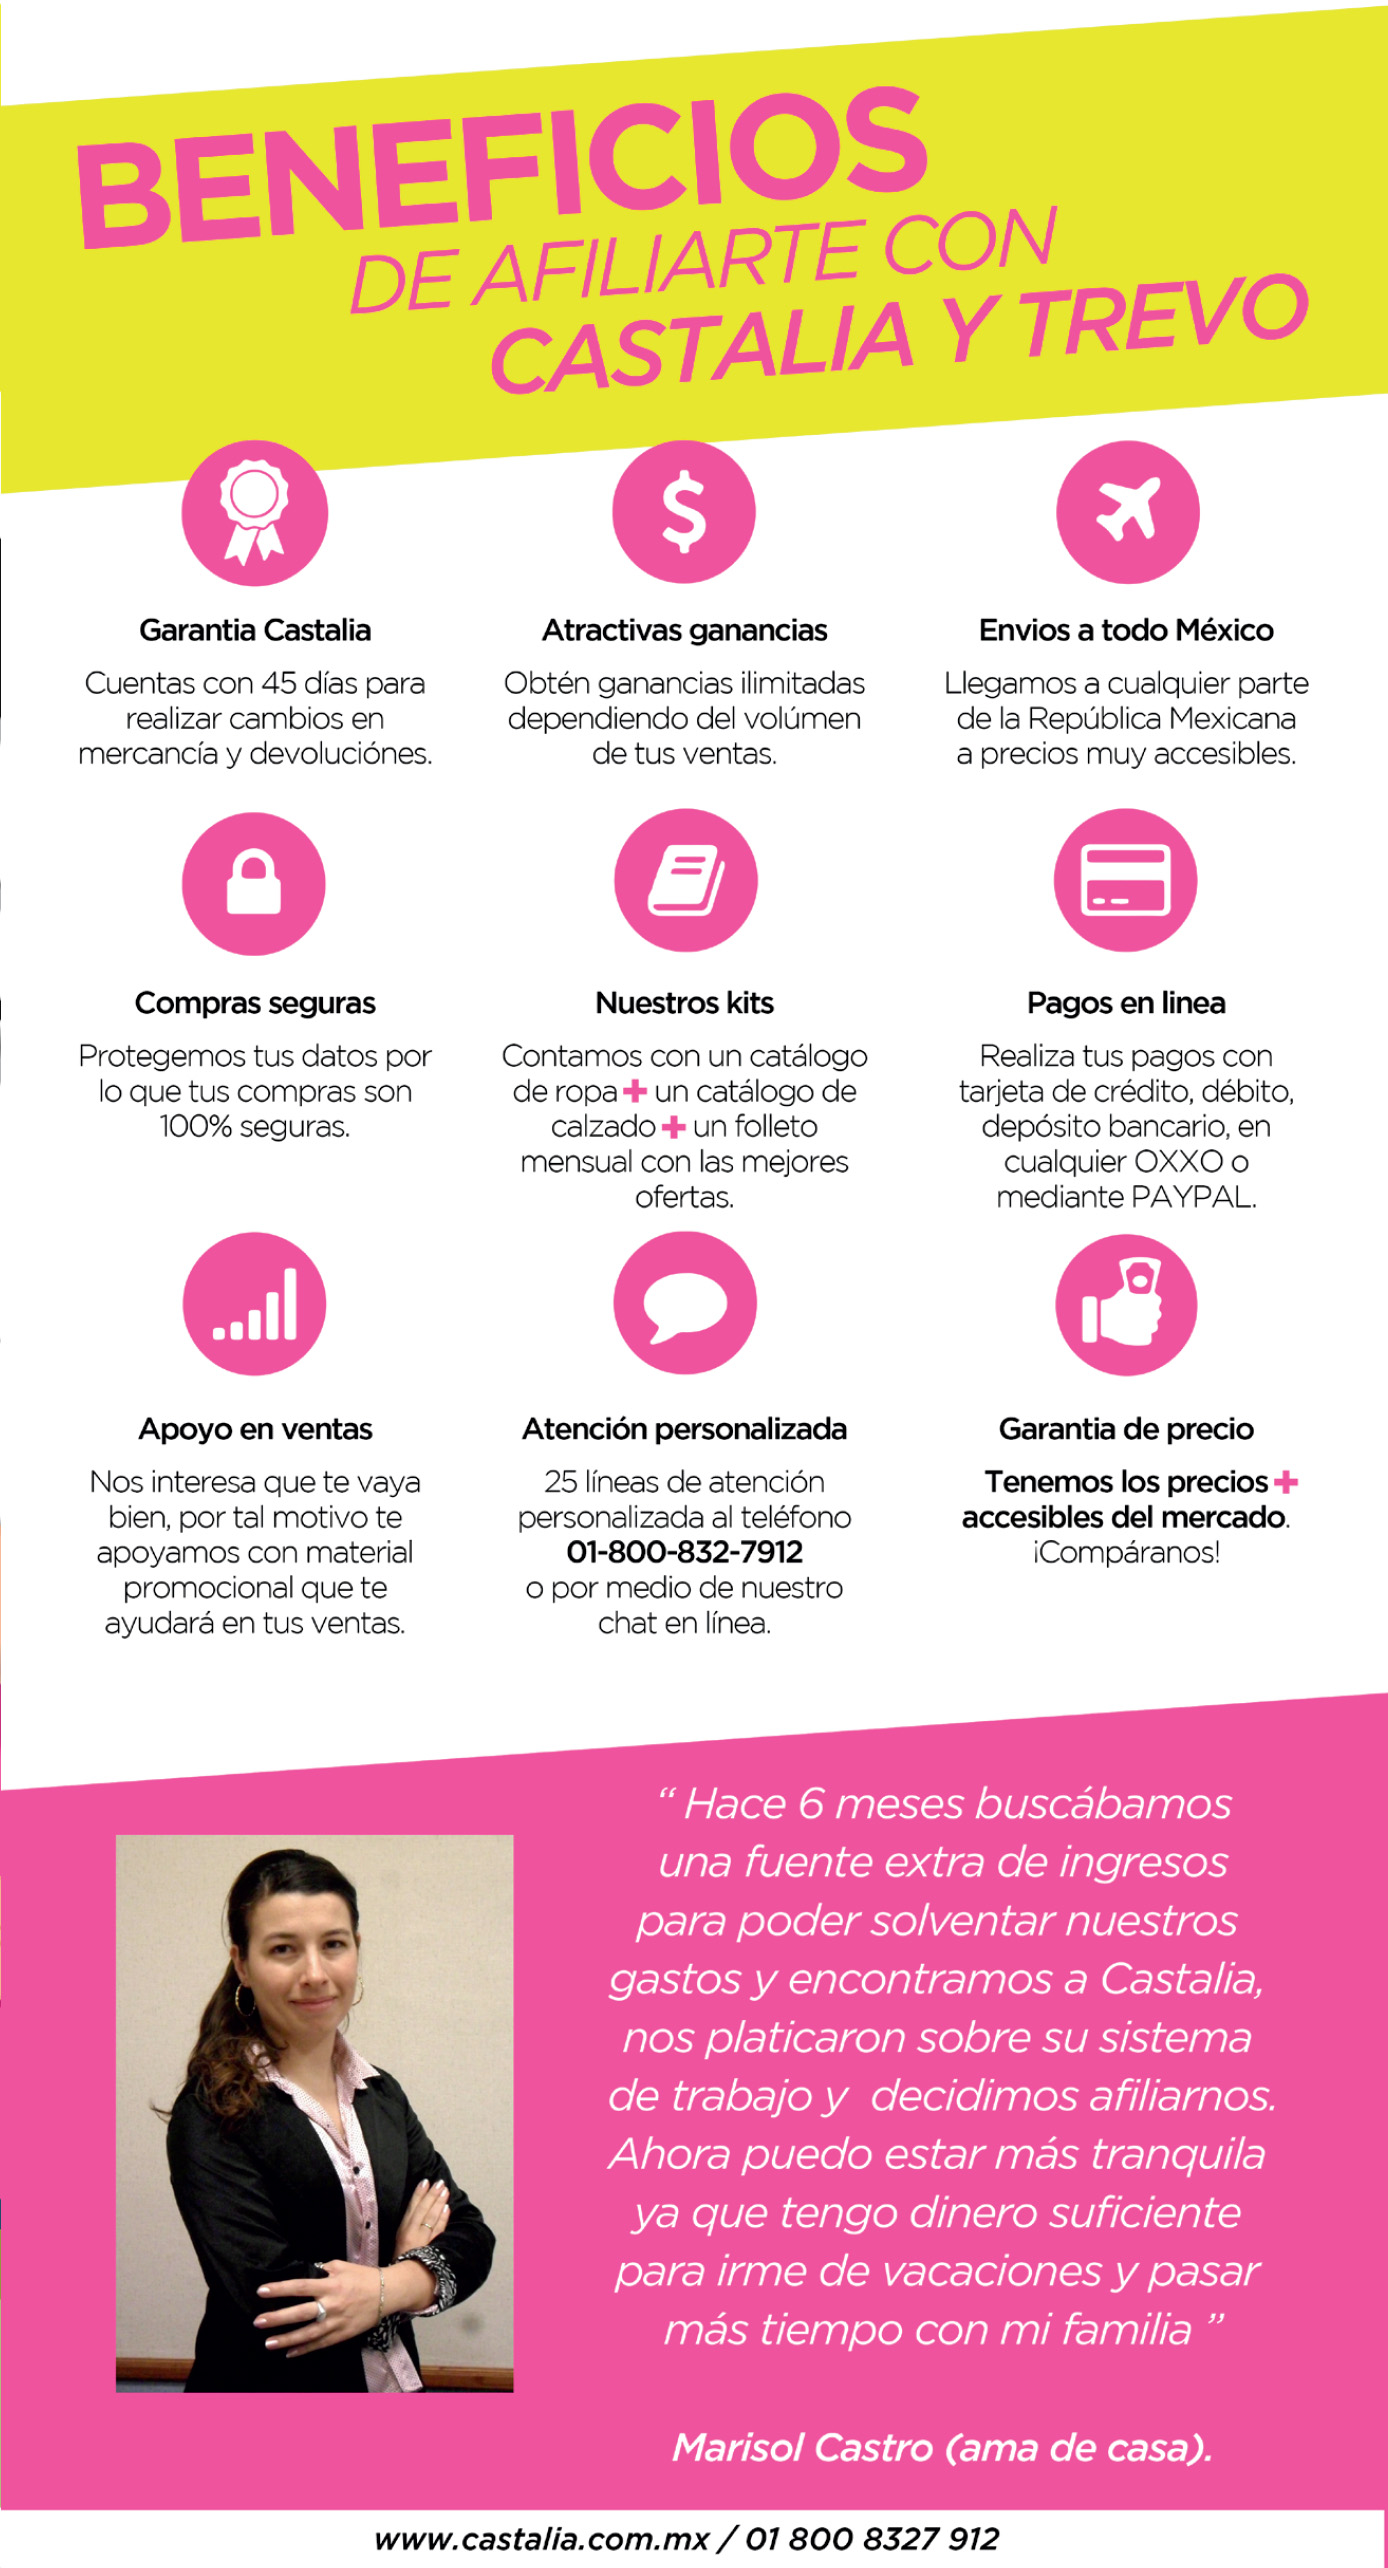 BENEFICIOS
DE AFILIARTE CON
CASTALIA Y TREVO
Garantia Castalia
Cuentas con 45 días para
realizar cambios en
mercancía y devoluciónes.
Atractivas ganancias
Obtén ganancias ilimitadas
dependiendo del volúmen
de tus ventas.
Envios a todo México
Llegamos a cualquier parte
de la República Mexicana
a precios muy accesibles.
Compras seguras
Protegemos tus datos por
lo que tus compras son
100% seguras.
Nuestros kits
Contamos con un catálogo
de ropa + un catálogo de
calzado + un folleto
mensual con las mejores
ofertas.
Pagos en linea
Realiza tus pagos con
tarjeta de crédito, débito,
depósito bancario, en
cualquier OXXO o
mediante PAYPAL.
Apoyo en ventas
Nos interesa que te vaya
bien, por tal motivo te
apoyamos con material
promocional que te
ayudará en tus ventas.
Atención personalizada
25 líneas de atención
personalizada al teléfono
01-800-832-7912
o por medio de nuestro
chat en línea.
Garantia de precio
Tenemos los precios +
accesibles del mercado.
¡Compáranos!
“ Hace 6 meses buscábamos
una fuente extra de ingresos
para poder solventar nuestros
gastos y encontramos a Castalia,
nos platicaron sobre su sistema
de trabajo y decidimos afiliarnos.
Ahora puedo estar más tranquila
ya que tengo dinero suficiente
para irme de vacaciones y pasar
más tiempo con mi familia ”
Marisol Castro (ama de casa).
www.castalia.com.mx / 01 800 8327 912